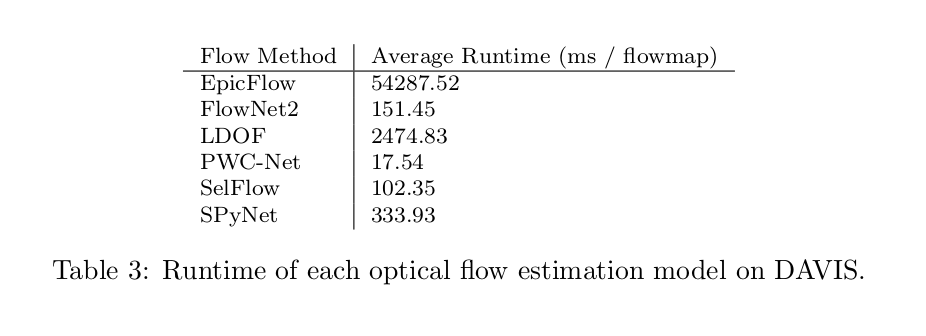 Flow Method Average Runtime (ms / flowmap)
EpicFlow 54287.52
FlowNet2 151.45
LDOF 2474.83
PWC-Net 17.54
SelFlow 102.35
SPyNet 333.93
Table 3: Runtime of each optical flow estimation model on DAVIS.